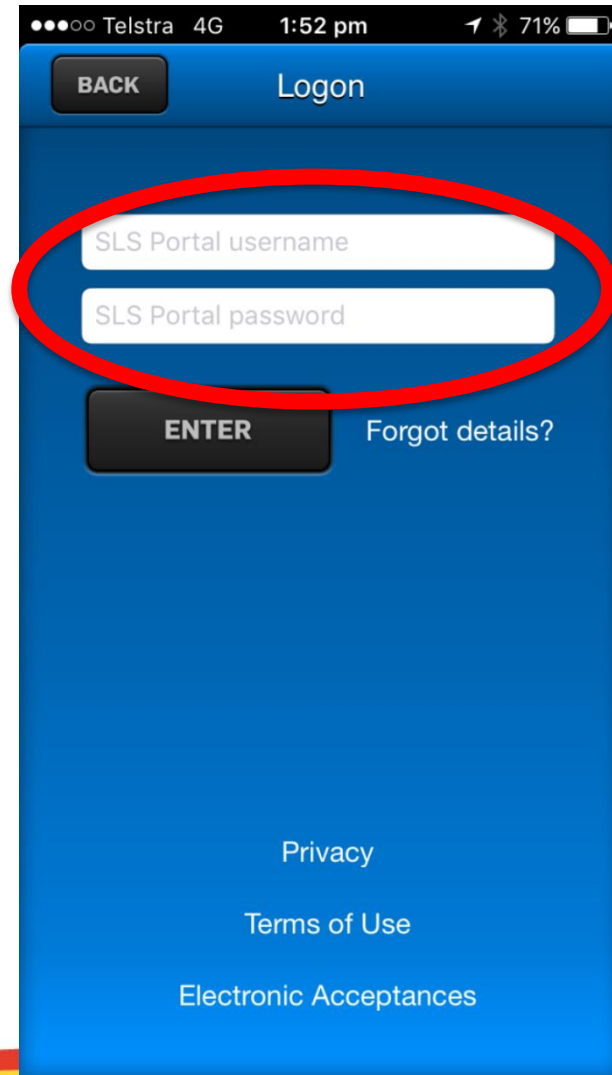 ●●●○○ Telstra 4G 1:52 pm 71%
BACK Logon
SLS Portal username
SLS Portal password
ENTER Forgot details?
Privacy
Terms of Use
Electronic Acceptances